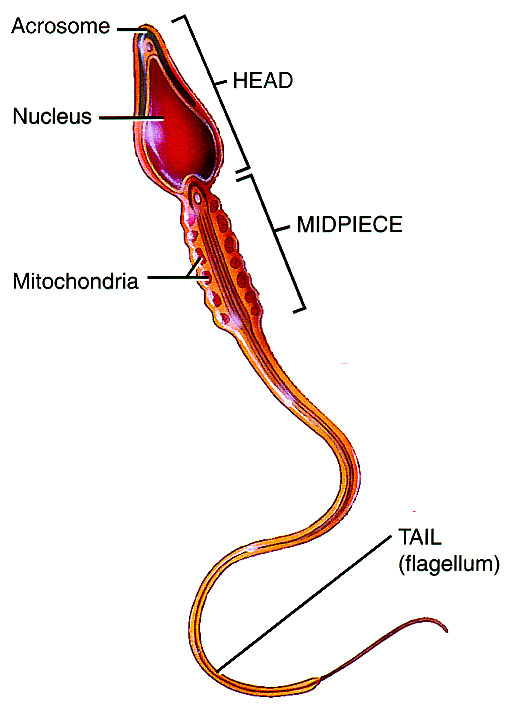 Acrosome
HEAD
Nucleus
MIDPIECE
Mitochondria
TAIL
(flagellum)